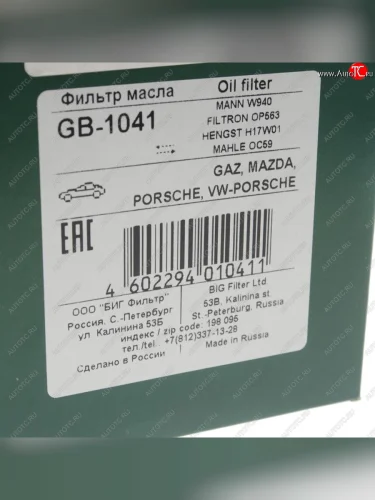 www.AutoTC.ru
Фильтр масла
Oil filter
GB-1041
MANN W940
FILTRON OP563
HENGST H17W01
MAHLE OC59
GAZ, MAZDA,
PORSCHE, VW-PORSCHE
EAC
4 602294 010411
ООО "БИГ Фильтр"
Россия, С.-Петербург
ул. Калинина 53Б
BIG Filter Ltd.
53B, Kalinina st.
St.-Peterburg, Russia
индекс / zip code: 198 095
тел./tel. +7(812)337-13-28
Сделано в России
Made in Russia